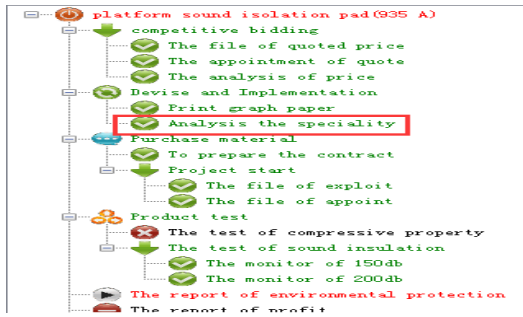 platform sound isolation pad(935 A)
competitive bidding
The file of quoted price
The appointment of quote
The analysis of price
Devise and Implementation
Print graph paper
Analysis the speciality
Purchase material
To prepare the contract
Project start
The file of exploit
The file of appoint
Product test
The test of compressive property
The test of sound insulation
The monitor of 150db
The monitor of 200db
The report of environmental protection
The report of profit